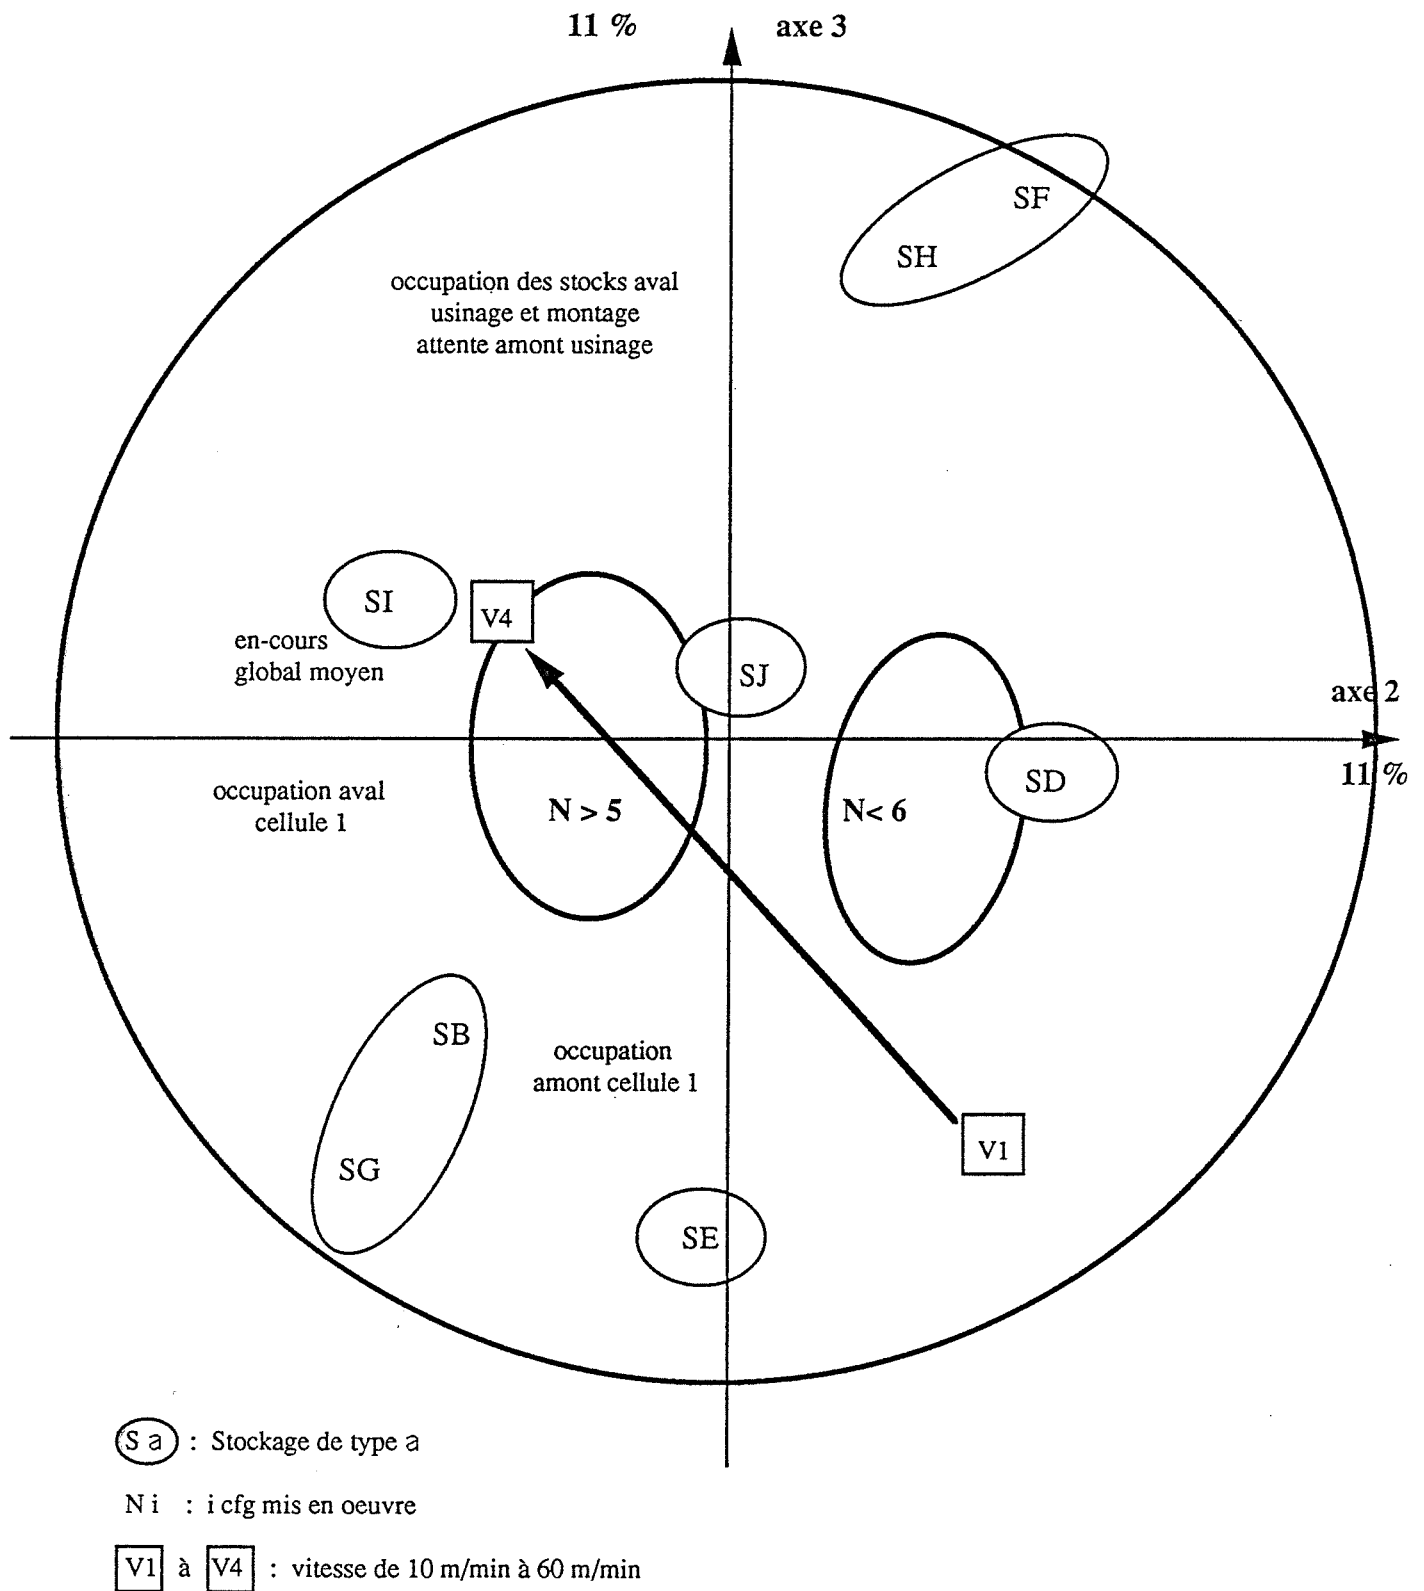 11 % axe 3
SF
SH
occupation des stocks aval
usinage et montage
attente amont usinage
SI
V4
en-cours
global moyen
SJ
axe 2
11 %
SD
occupation aval
cellule 1
N > 5
N< 6
SB
occupation
amont cellule 1
V1
SG
SE
S a : Stockage de type a
N i : i cfg mis en oeuvre
V1 à V4 : vitesse de 10 m/min à 60 m/min